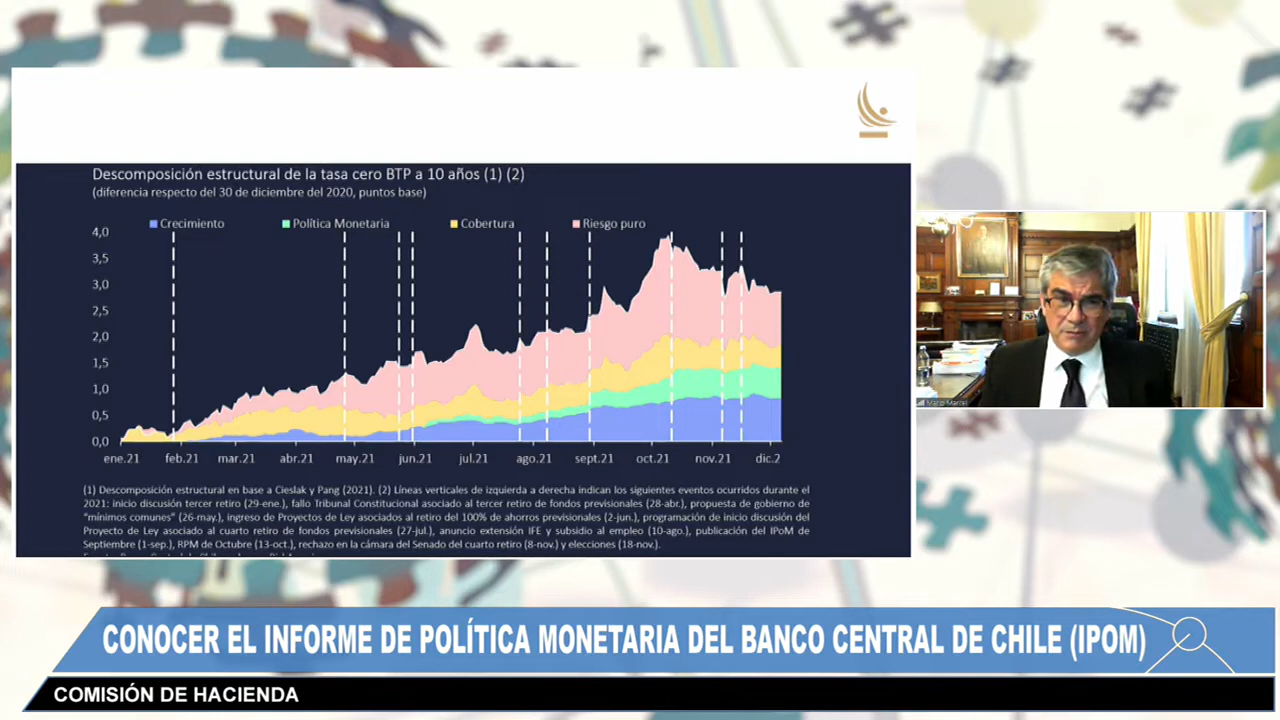 Descomposición estructural de la tasa cero BTP a 10 años (1) (2)
(diferencia respecto del 30 de diciembre del 2020, puntos base)
Crecimiento Política Monetaria Cobertura Riesgo puro
4,0
3,5
3,0
2,5
2,0
1,5
1,0
0,5
0,0
ene.21 feb.21 mar.21 abr.21 may.21 jun.21 jul.21 ago.21 sept.21 oct.21 nov.21 dic.2
(1) Descomposición estructural en base a Cieslak y Pang (2021). (2) Líneas verticales de izquierda a derecha indican los siguientes eventos ocurridos durante el
2021: inicio discusión tercer retiro (29-ene.), fallo Tribunal Constitucional asociado al tercer retiro de fondos previsionales (28-abr.), propuesta de gobierno de
“mínimos comunes” (26-may.), ingreso de Proyectos de Ley asociados al retiro del 100% de ahorros previsionales (2-jun.), programación de inicio discusión del
Proyecto de Ley asociado al cuarto retiro de fondos previsionales (27-jul.), anuncio extensión IFE y subsidio al empleo (10-ago.), publicación del IPoM de
Septiembre (1-sep.), RPM de Octubre (13-oct.), rechazo en la cámara del Senado del cuarto retiro (8-nov.) y elecciones (18-nov.).
Mario Marcel
CONOCER EL INFORME DE POLÍTICA MONETARIA DEL BANCO CENTRAL DE CHILE (IPOM)
COMISIÓN DE HACIENDA